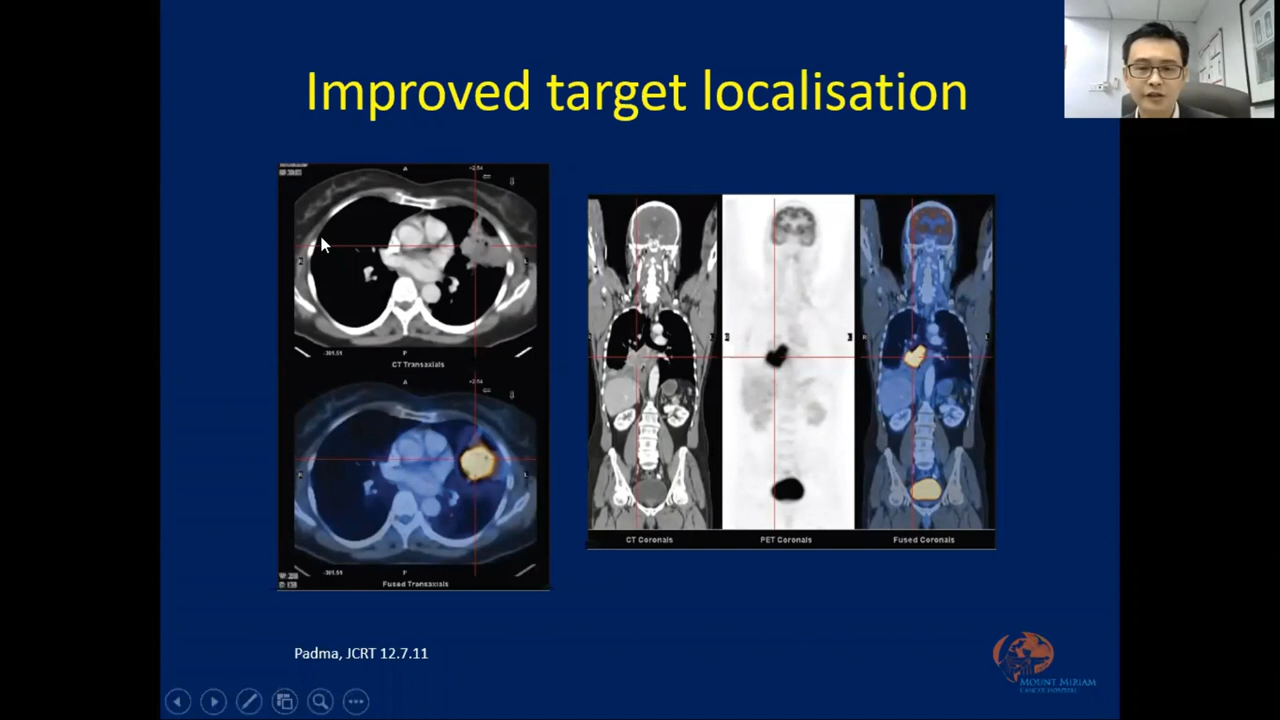 Improved target localisation
CT Transaxials
Fused Transaxials
CT Coronals
PET Coronals
Fused Coronals
Padma, JCRT 12.7.11
MOUNT MIRIAM
CANCER HOSPITAL